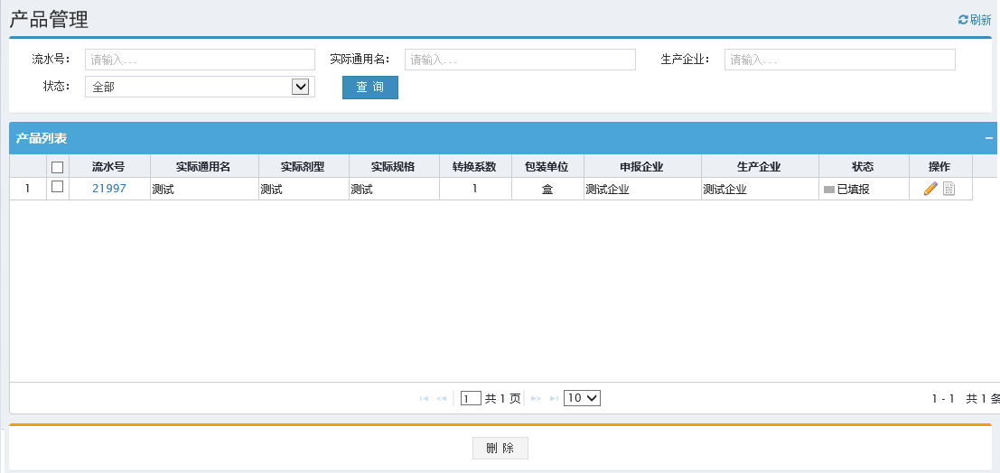 产品管理
刷新
流水号: 请输入... 实际通用名: 请输入... 生产企业: 请输入...
状态: 全部 查 询
产品列表
流水号 实际通用名 实际剂型 实际规格 转换系数 包装单位 申报企业 生产企业 状态 操作
1 21997 测试 测试 测试 1 盒 测试企业 测试企业 已填报
1 共 1 页 10 1 - 1 共 1 条
删 除